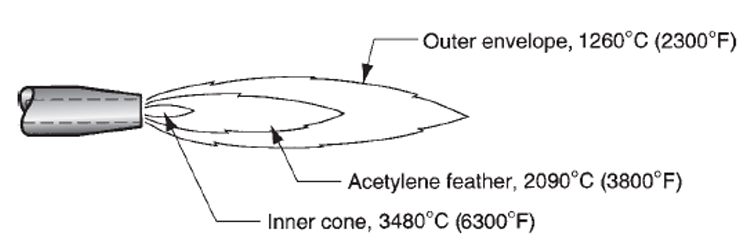 Outer envelope, 1260°C (2300°F)
Acetylene feather, 2090°C (3800°F)
Inner cone, 3480°C (6300°F)